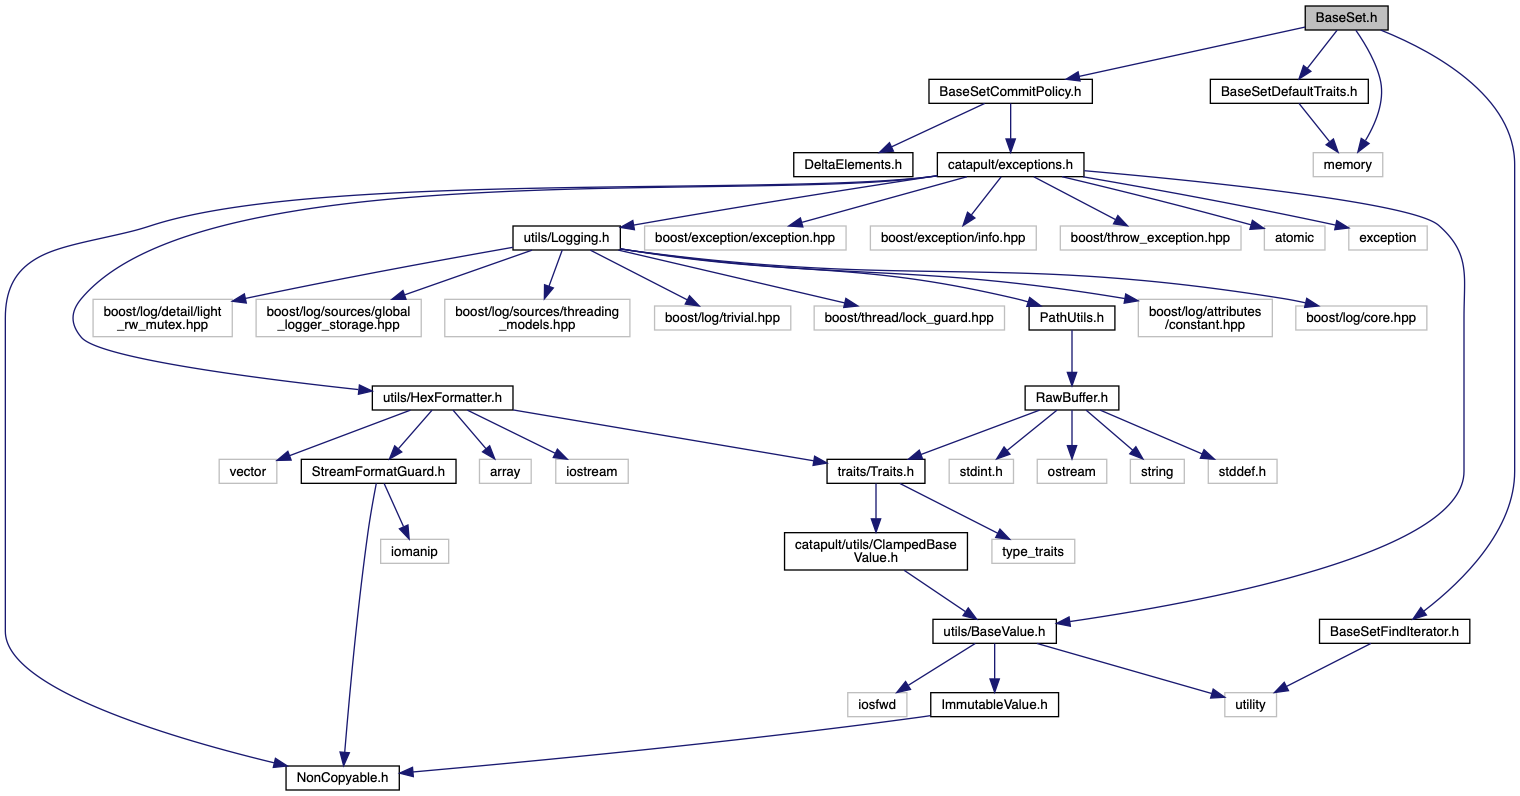 BaseSet.h
BaseSetCommitPolicy.h
BaseSetDefaultTraits.h
DeltaElements.h
catapult/exceptions.h
memory
utils/Logging.h
boost/exception/exception.hpp
boost/exception/info.hpp
boost/throw_exception.hpp
atomic
exception
boost/log/detail/light
_rw_mutex.hpp
boost/log/sources/global
_logger_storage.hpp
boost/log/sources/threading
_models.hpp
boost/log/trivial.hpp
boost/thread/lock_guard.hpp
PathUtils.h
boost/log/attributes
/constant.hpp
boost/log/core.hpp
utils/HexFormatter.h
RawBuffer.h
vector
StreamFormatGuard.h
array
iostream
traits/Traits.h
stdint.h
ostream
string
stddef.h
iomanip
catapult/utils/ClampedBase
Value.h
type_traits
utils/BaseValue.h
BaseSetFindIterator.h
iosfwd
ImmutableValue.h
utility
NonCopyable.h